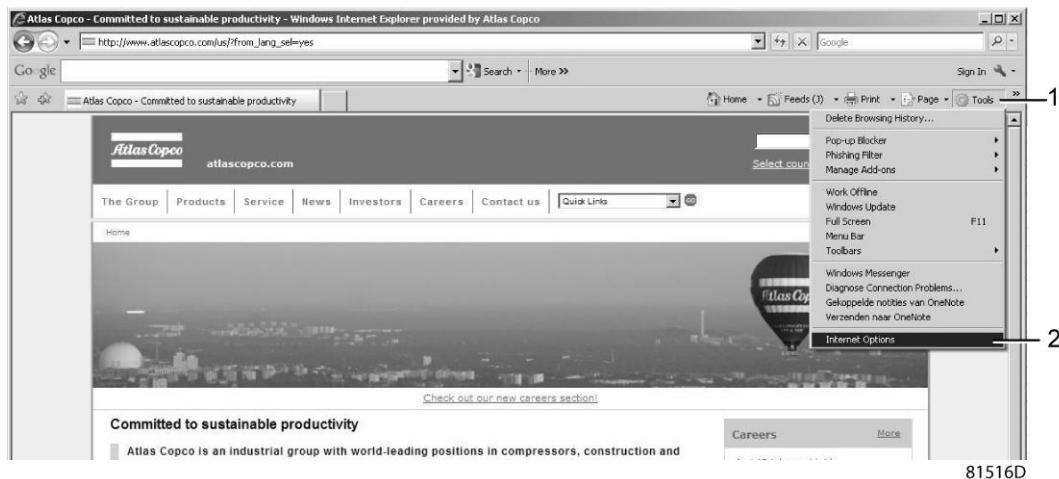 Atlas Copco - Committed to sustainable productivity - Windows Internet Explorer provided by Atlas Copco
http://www.atlascopco.com/us/?from_lang_sel=yes
Google
Google Search More >> Sign In
Atlas Copco - Committed to sustainable productivity Home Feeds (J) Print Page Tools » 1
Delete Browsing History...
Pop-up Blocker
Phishing Filter
Manage Add-ons
Work Offline
Windows Update
Full Screen F11
Menu Bar
Toolbars
Windows Messenger
Diagnose Connection Problems...
Gekoppelde notities van OneNote
Verzenden naar OneNote
Internet Options 2
Atlas Copco
atlascopco.com
Select coun
The Group Products Service News Investors Careers Contact us Quick Links GO
Home
Atlas Cop
Check out our new careers section!
Committed to sustainable productivity
Atlas Copco is an industrial group with world-leading positions in compressors, construction and
Careers More
81516D